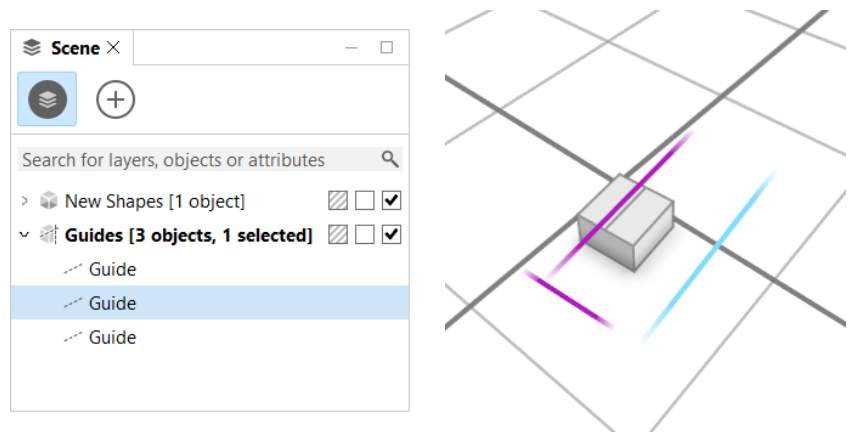 Scene
Search for layers, objects or attributes
New Shapes [1 object]
Guides [3 objects, 1 selected]
Guide
Guide
Guide